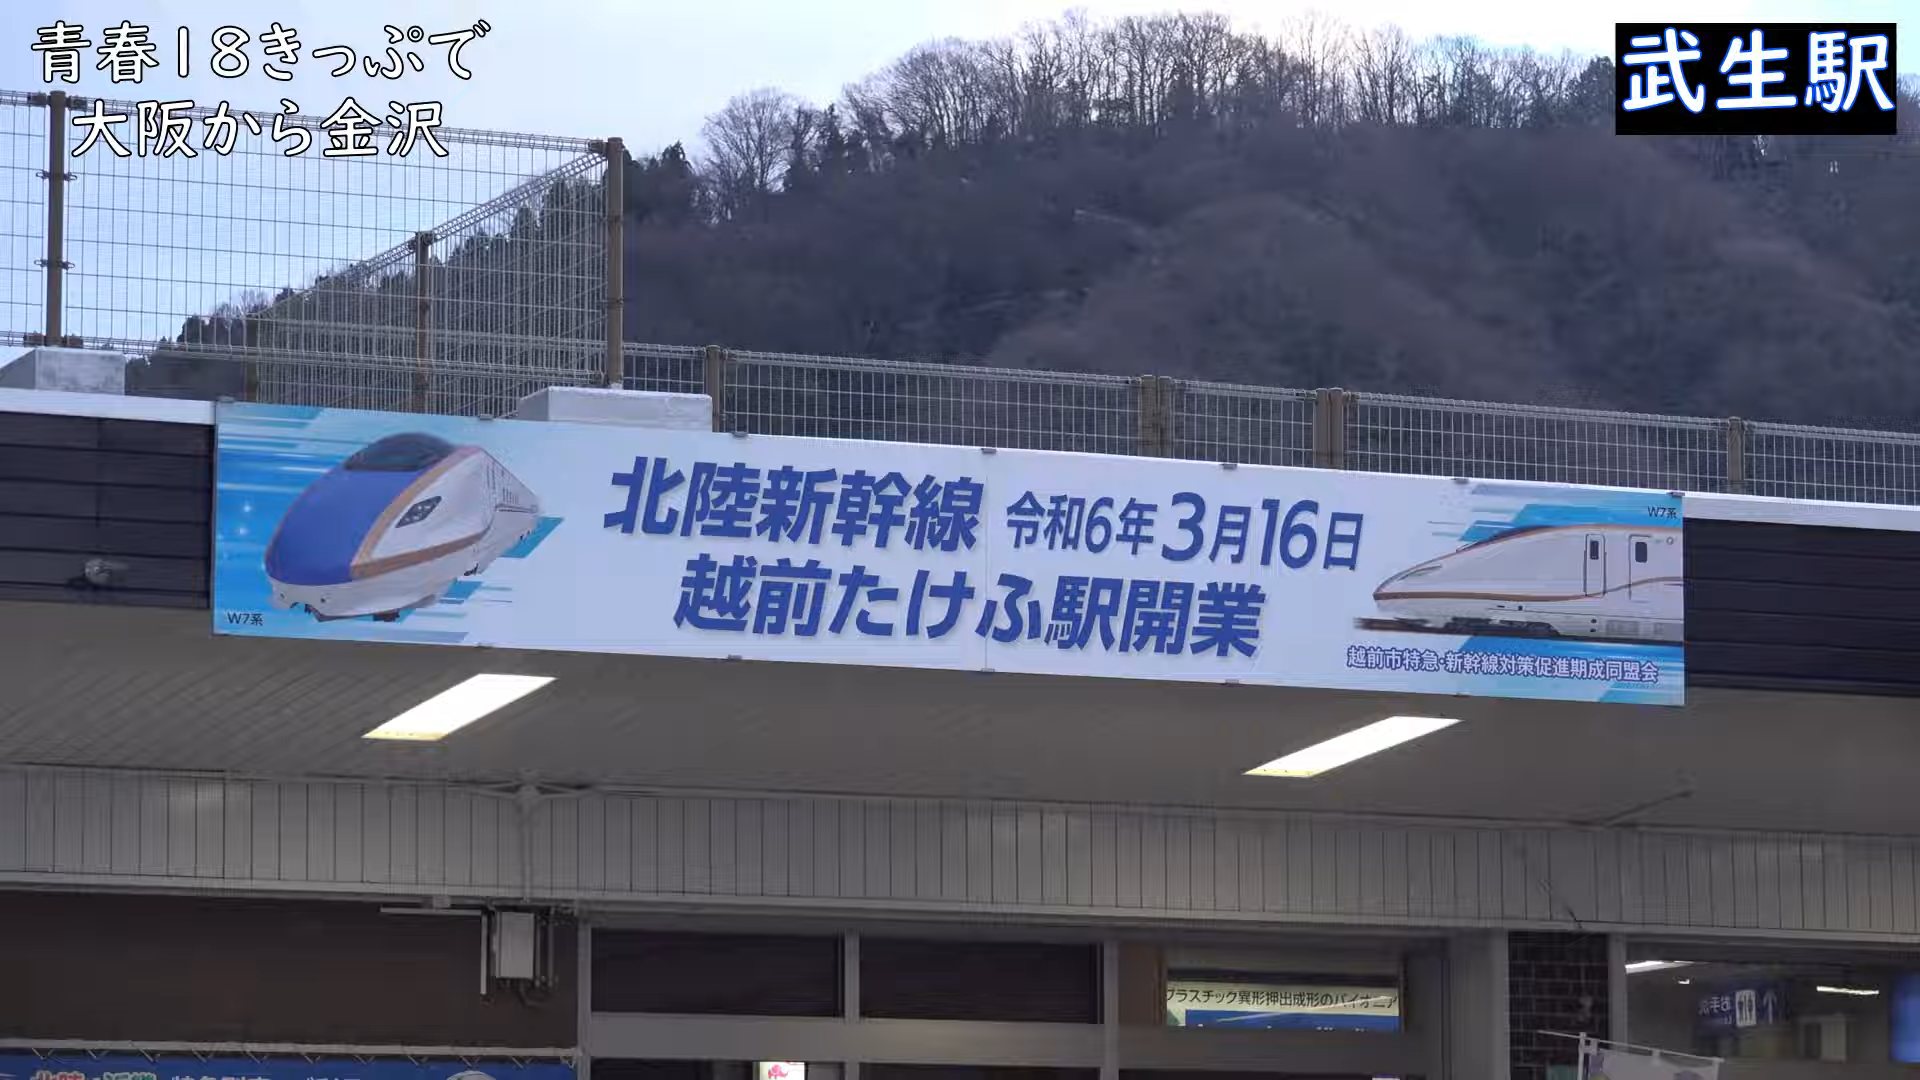 青春18きっぷで
大阪から金沢
武生駅
北陸新幹線 令和6年3月16日
越前たけふ駅開業
W7系
W7系
越前市特急・新幹線対策促進期成同盟会
プラスチック異形押出成形のパイオニア